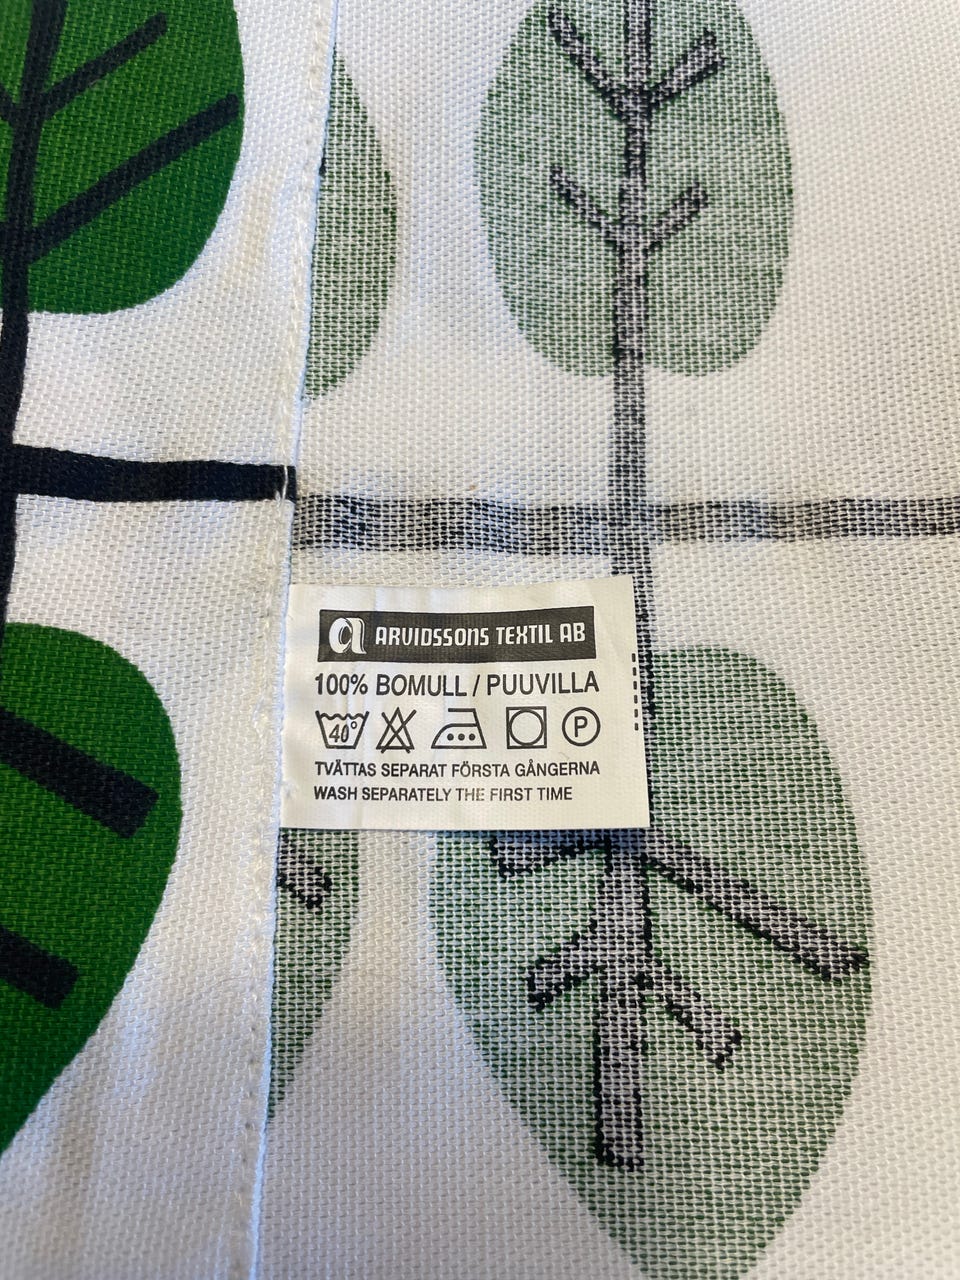 a ARVIDSSONS TEXTIL AB
100% BOMULL / PUUVILLA
40° P
TVÄTTAS SEPARAT FÖRSTA GÅNGERNA
WASH SEPARATELY THE FIRST TIME